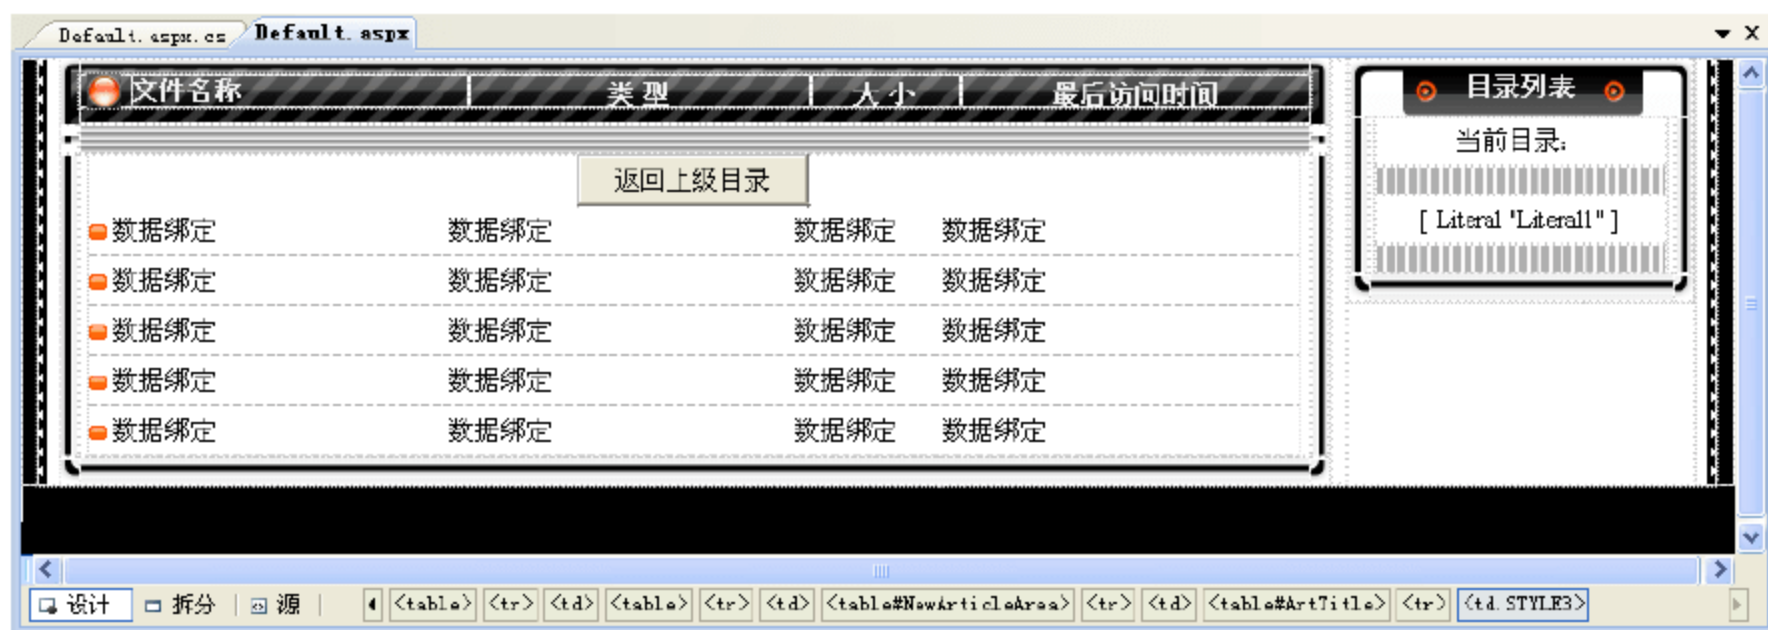 Default.aspx.cs Default.aspx
文件名称 类型 大小 最后访问时间
返回上级目录
数据绑定 数据绑定 数据绑定 数据绑定
数据绑定 数据绑定 数据绑定 数据绑定
数据绑定 数据绑定 数据绑定 数据绑定
数据绑定 数据绑定 数据绑定 数据绑定
数据绑定 数据绑定 数据绑定 数据绑定
目录列表
当前目录:
[ Literal "Literal1" ]
设计 拆分 源 <table> <tr> <td> <table> <tr> <td> <table#NewArticleArea> <tr> <td> <table#ArtTitle> <tr> <td.STYLE3>